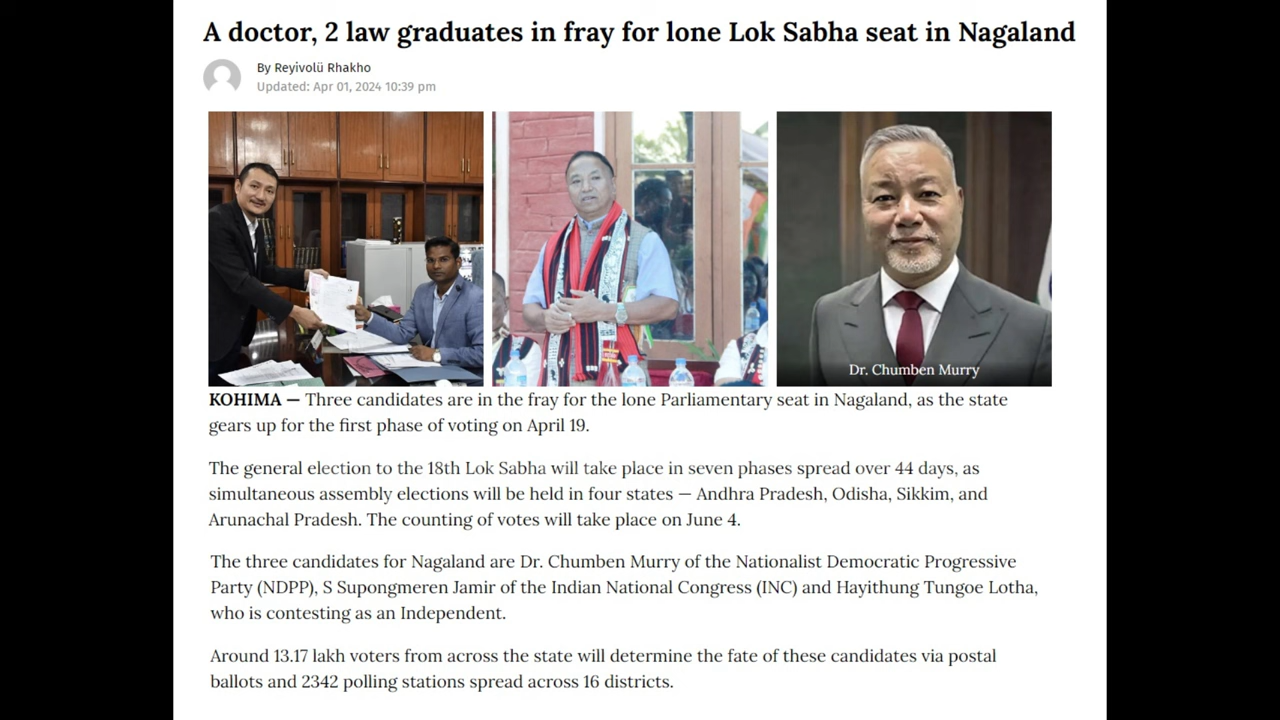 A doctor, 2 law graduates in fray for lone Lok Sabha seat in Nagaland
By Reyivolü Rhakho
Updated: Apr 01, 2024 10:39 pm
Dr. Chumben Murry
KOHIMA — Three candidates are in the fray for the lone Parliamentary seat in Nagaland, as the state
gears up for the first phase of voting on April 19.
The general election to the 18th Lok Sabha will take place in seven phases spread over 44 days, as
simultaneous assembly elections will be held in four states — Andhra Pradesh, Odisha, Sikkim, and
Arunachal Pradesh. The counting of votes will take place on June 4.
The three candidates for Nagaland are Dr. Chumben Murry of the Nationalist Democratic Progressive
Party (NDPP), S Supongmeren Jamir of the Indian National Congress (INC) and Hayithung Tungoe Lotha,
who is contesting as an Independent.
Around 13.17 lakh voters from across the state will determine the fate of these candidates via postal
ballots and 2342 polling stations spread across 16 districts.